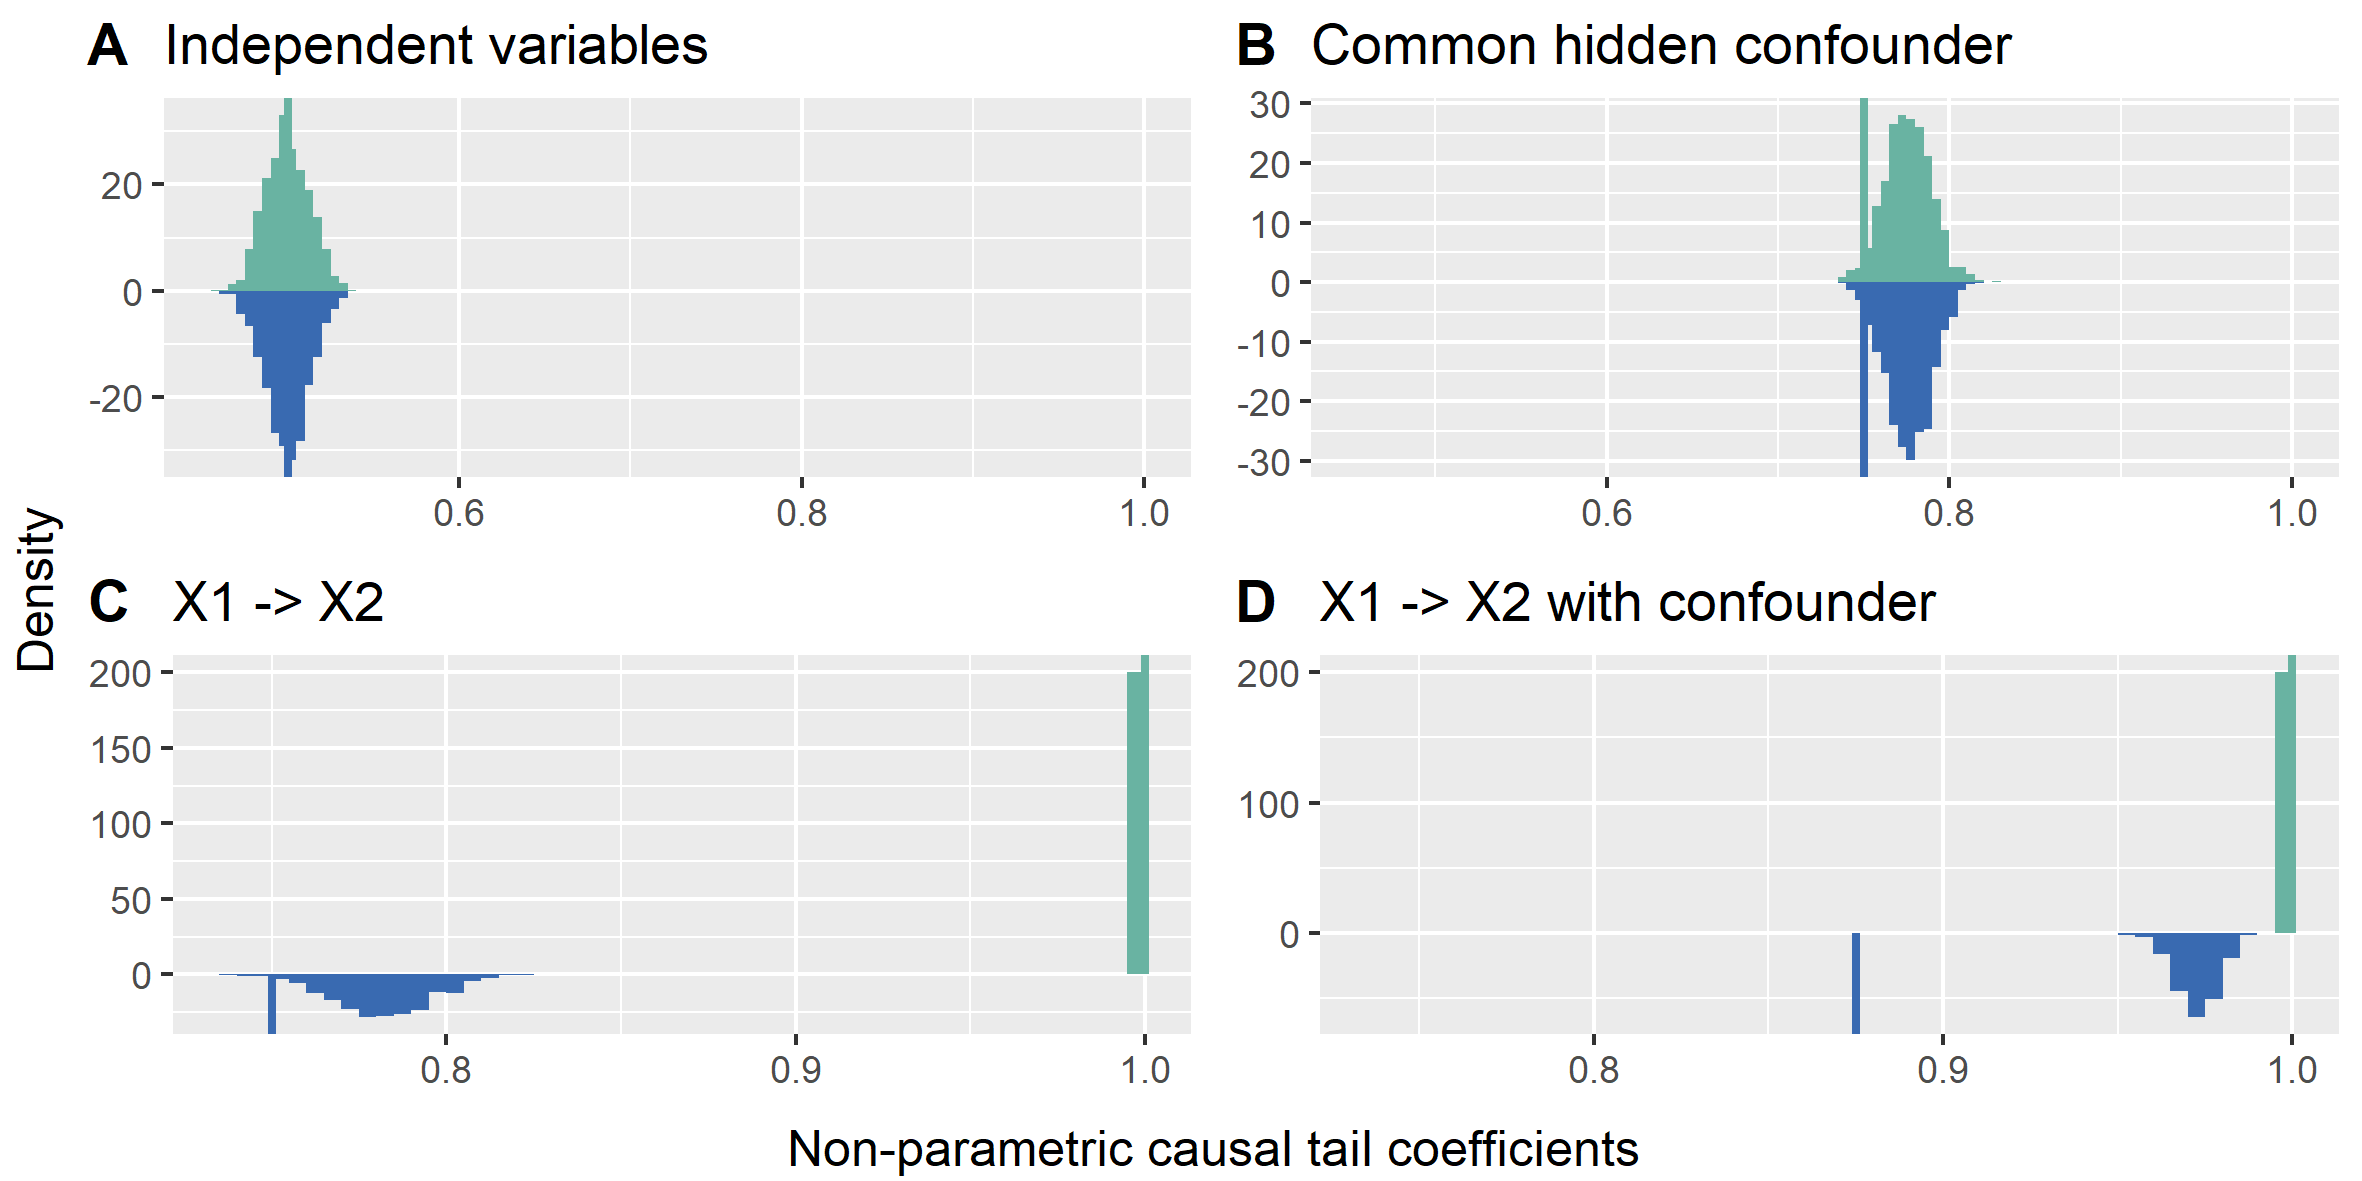 A Independent variables
20
0
-20
0.6 0.8 1.0
B Common hidden confounder
30
20
10
0
-10
-20
-30
0.6 0.8 1.0
Density
C X1 -> X2
200
150
100
50
0
0.8 0.9 1.0
D X1 -> X2 with confounder
200
100
0
0.8 0.9 1.0
Non-parametric causal tail coefficients